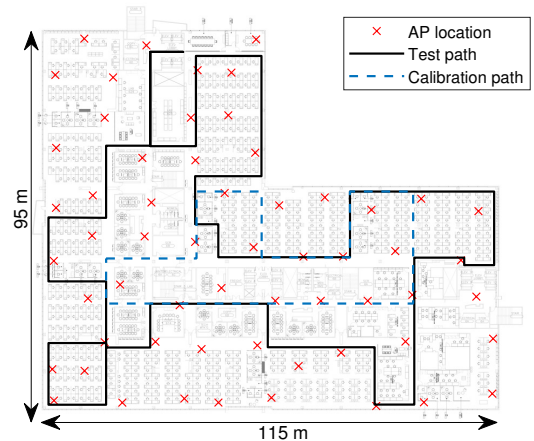 AP location
Test path
Calibration path
95 m
115 m